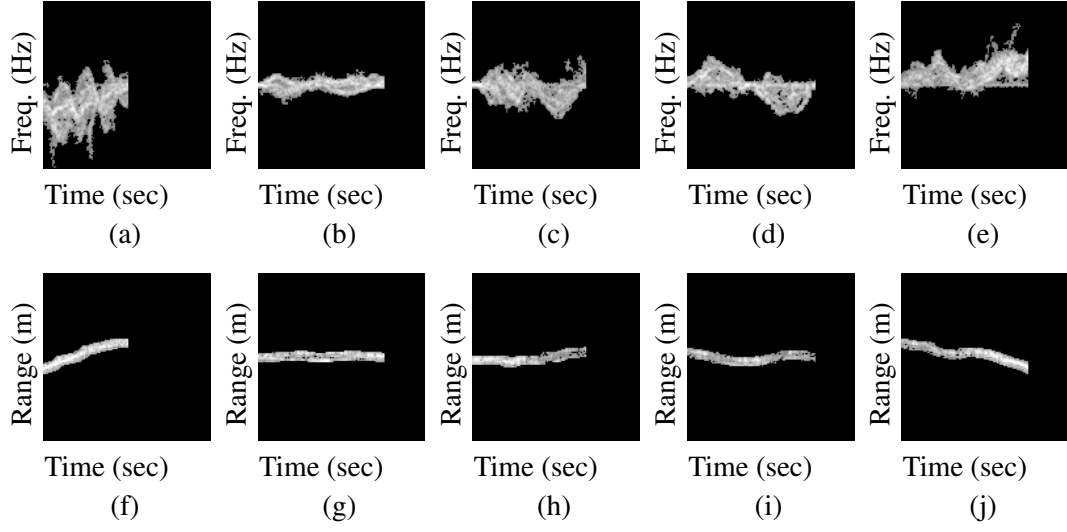 Freq. (Hz) Freq. (Hz) Freq. (Hz) Freq. (Hz) Freq. (Hz)
Time (sec) Time (sec) Time (sec) Time (sec) Time (sec)
(a) (b) (c) (d) (e)
Range (m) Range (m) Range (m) Range (m) Range (m)
Time (sec) Time (sec) Time (sec) Time (sec) Time (sec)
(f) (g) (h) (i) (j)